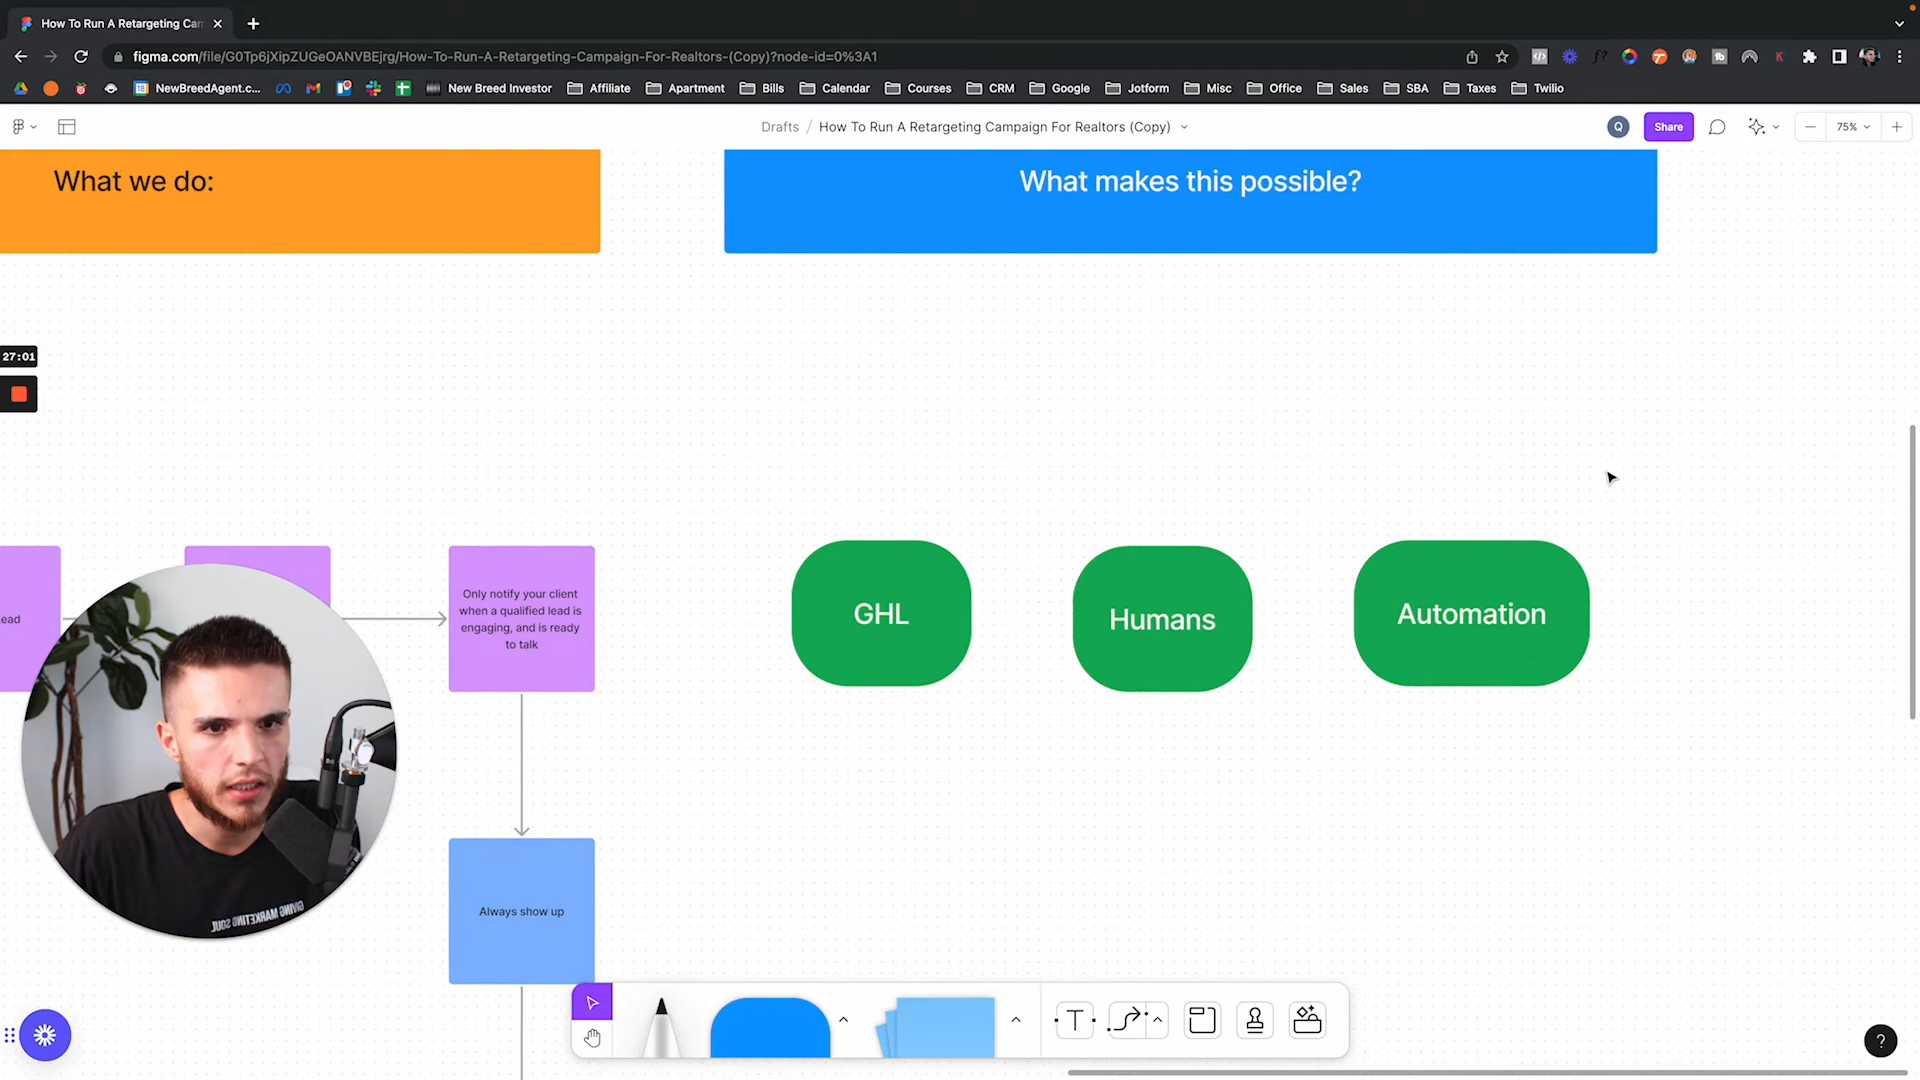 How To Run A Retargeting Car
figma.com/file/G0Tp6jXipZUGeOANVBEjrg/How-To-Run-A-Retargeting-Campaign-For-Realtors-(Copy)?node-id=0%3A1
NewBreedAgent.c...
New Breed Investor
Affiliate
Apartment
Bills
Calendar
Courses
CRM
Google
Jotform
Misc
Office
Sales
SBA
Taxes
Twilio
Drafts / How To Run A Retargeting Campaign For Realtors (Copy)
Q
Share
75%
What we do:
What makes this possible?
27:01
Only notify your client
when a qualified lead is
engaging, and is ready
to talk
GHL
Humans
Automation
Always show up
GIVING MARKETING SOUL
T
?